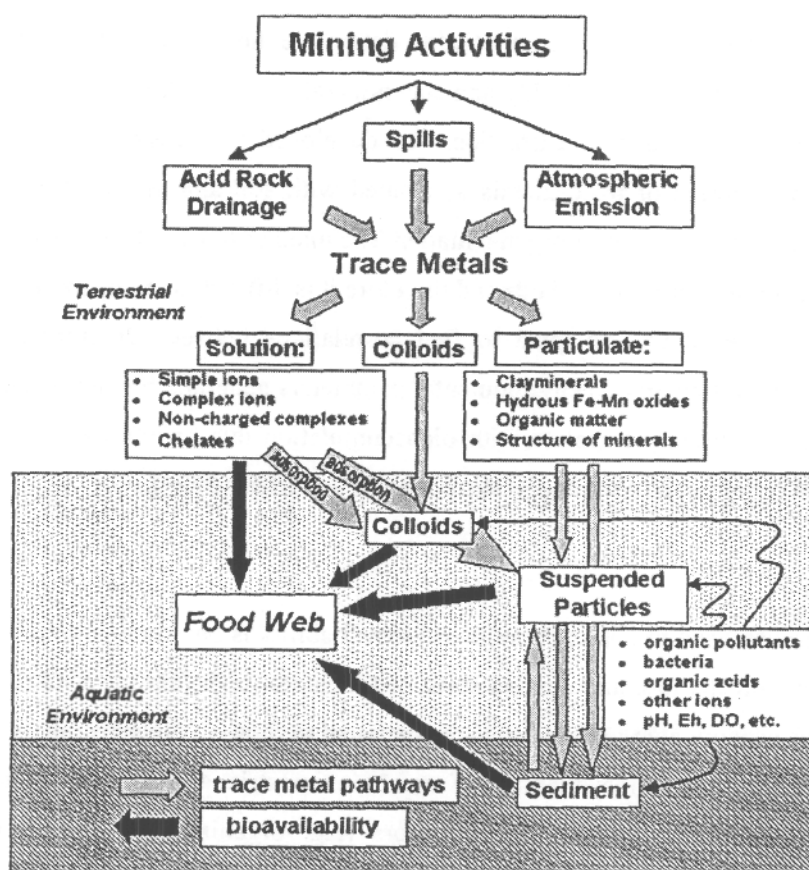 Mining Activities
Spills
Acid Rock
Drainage
Atmospheric
Emission
Trace Metals
Terrestrial
Environment
Solution:
Colloids
Particulate:
• Simple ions
• Complex ions
• Non-charged complexes
• Chelates
• Clayminerals
• Hydrous Fe-Mn oxides
• Organic matter
• Structure of minerals
adsorption
adsorption
Colloids
Suspended
Particles
Food Web
• organic pollutants
• bacteria
• organic acids
• other ions
• pH, Eh, DO, etc.
Aquatic
Environment
trace metal pathways
Sediment
bioavailability